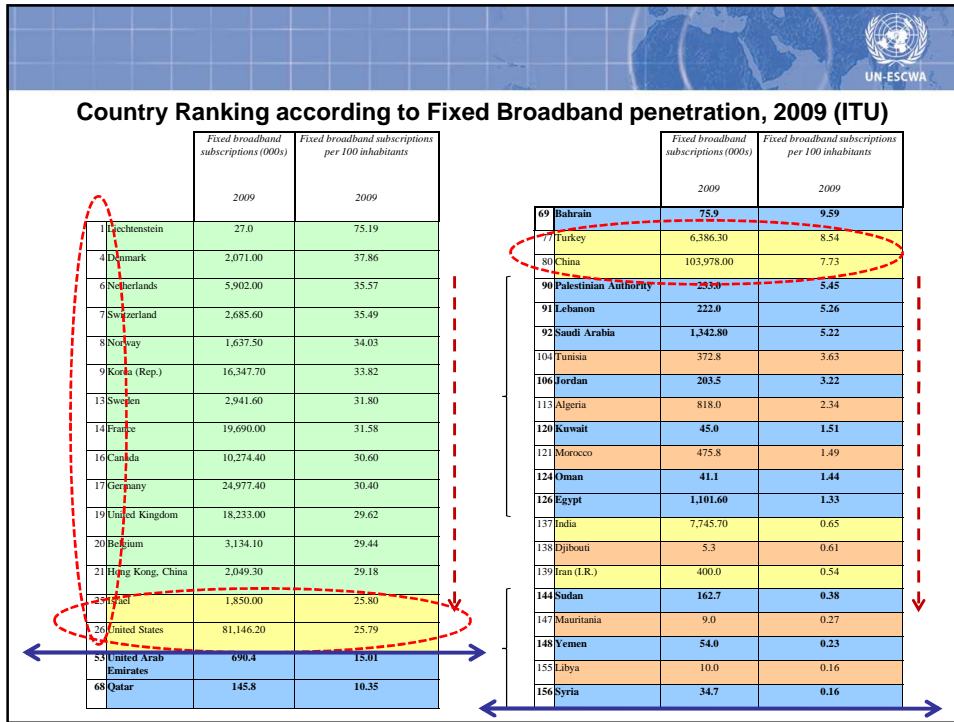 UN-ESCWA
Country Ranking according to Fixed Broadband penetration, 2009 (ITU)
Fixed broadband subscriptions (000s) Fixed broadband subscriptions per 100 inhabitants
2009 2009
1 Liechtenstein 27.0 75.19
4 Denmark 2,071.00 37.86
6 Netherlands 5,902.00 35.57
7 Switzerland 2,685.60 35.49
8 Norway 1,637.50 34.03
9 Korea (Rep.) 16,347.70 33.82
13 Sweden 2,941.60 31.80
14 France 19,690.00 31.58
16 Canada 10,274.40 30.60
17 Germany 24,977.40 30.40
19 United Kingdom 18,233.00 29.62
20 Belgium 3,134.10 29.44
21 Hong Kong, China 2,049.30 29.18
25 Israel 1,850.00 25.80
26 United States 81,146.20 25.79
53 United Arab Emirates 690.4 15.01
68 Qatar 145.8 10.35
Fixed broadband subscriptions (000s) Fixed broadband subscriptions per 100 inhabitants
2009 2009
69 Bahrain 75.9 9.59
77 Turkey 6,386.30 8.54
80 China 103,978.00 7.73
90 Palestinian Authority 253.0 5.45
91 Lebanon 222.0 5.26
92 Saudi Arabia 1,342.80 5.22
104 Tunisia 372.8 3.63
106 Jordan 203.5 3.22
113 Algeria 818.0 2.34
120 Kuwait 45.0 1.51
121 Morocco 475.8 1.49
124 Oman 41.1 1.44
126 Egypt 1,101.60 1.33
137 India 7,745.70 0.65
138 Djibouti 5.3 0.61
139 Iran (I.R.) 400.0 0.54
144 Sudan 162.7 0.38
147 Mauritania 9.0 0.27
148 Yemen 54.0 0.23
155 Libya 10.0 0.16
156 Syria 34.7 0.16